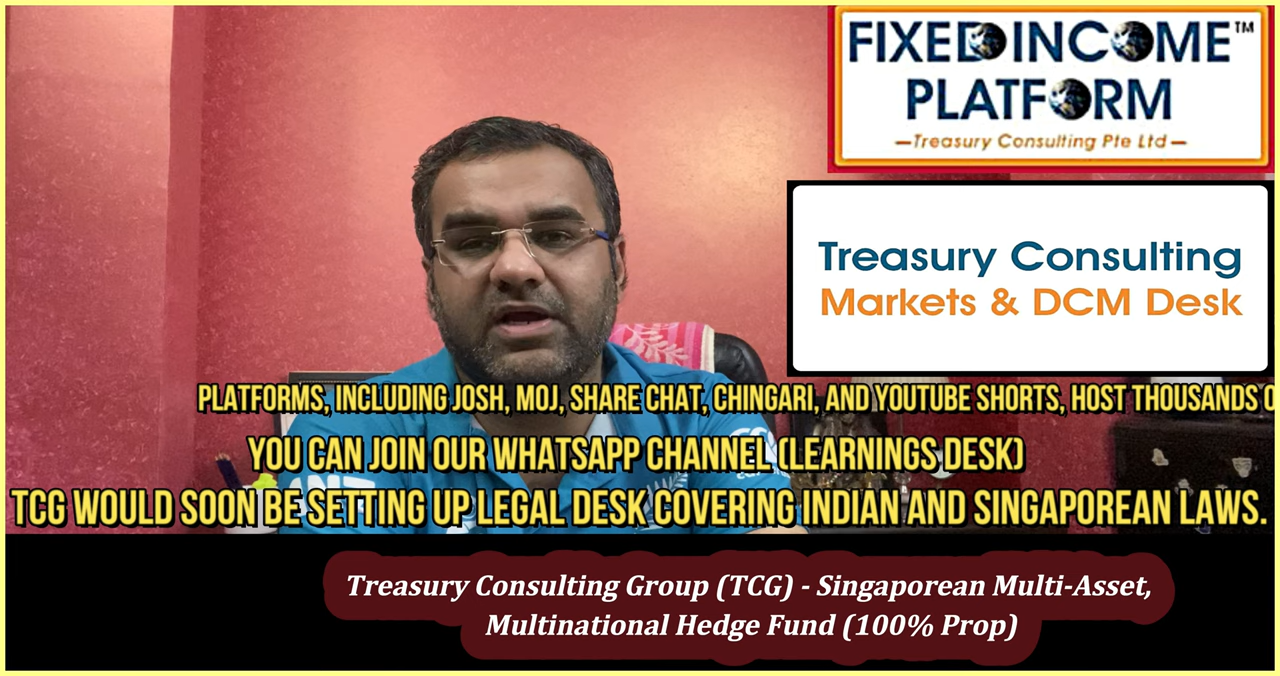 FIXED INCOME™
PLATFORM
Treasury Consulting Pte Ltd
Treasury Consulting
Markets & DCM Desk
PLATFORMS, INCLUDING JOSH, MOJ, SHARE CHAT, CHINGARI, AND YOUTUBE SHORTS, HOST THOUSANDS O
YOU CAN JOIN OUR WHATSAPP CHANNEL (LEARNINGS DESK)
TCG WOULD SOON BE SETTING UP LEGAL DESK COVERING INDIAN AND SINGAPOREAN LAWS.
Treasury Consulting Group (TCG) - Singaporean Multi-Asset,
Multinational Hedge Fund (100% Prop)